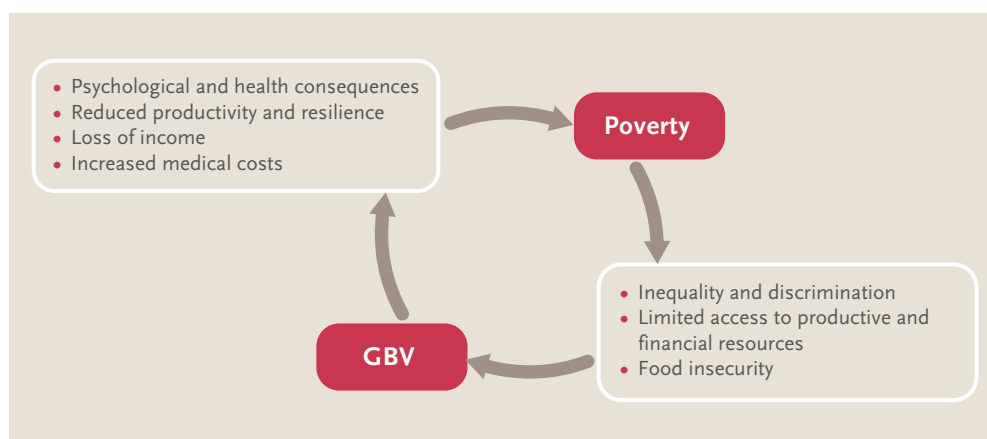 • Psychological and health consequences
• Reduced productivity and resilience
• Loss of income
• Increased medical costs
Poverty
• Inequality and discrimination
• Limited access to productive and
financial resources
• Food insecurity
GBV